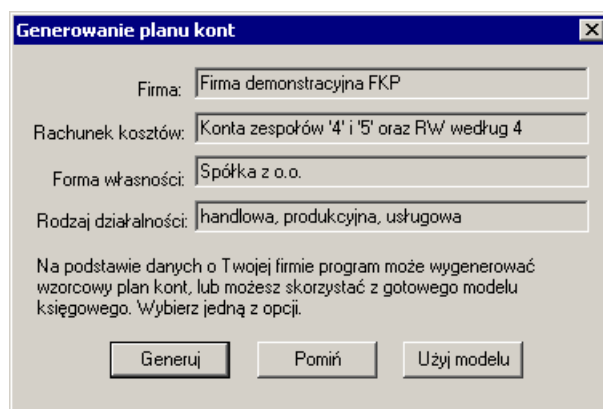 Generowanie planu kont
Firma: Firma demonstracyjna FKP
Rachunek kosztów: Konta zespołów '4' i '5' oraz RW według 4
Forma własności: Spółka z o.o.
Rodzaj działalności: handlowa, produkcyjna, usługowa
Na podstawie danych o Twojej firmie program może wygenerować
wzorcowy plan kont, lub możesz skorzystać z gotowego modelu
księgowego. Wybierz jedną z opcji.
Generuj Pomiń Użyj modelu